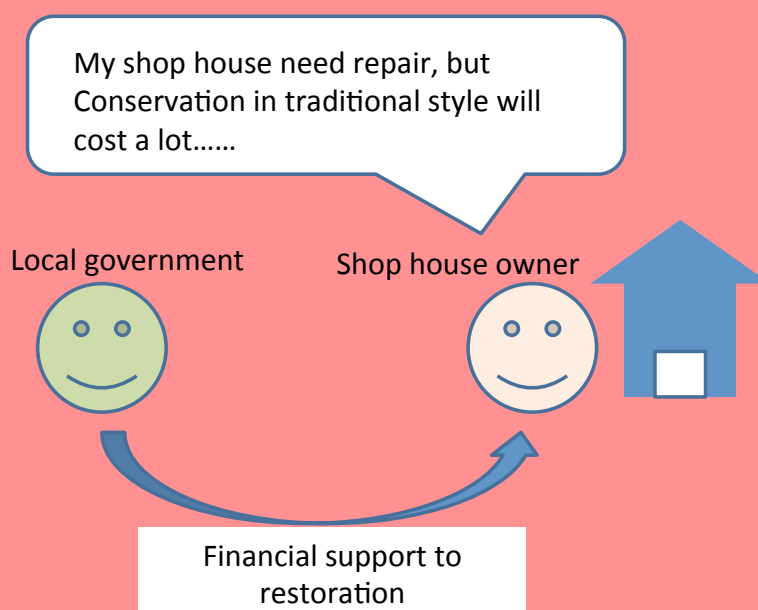 My shop house need repair, but
Conservation in traditional style will
cost a lot……
Local government
Shop house owner
Financial support to
restoration